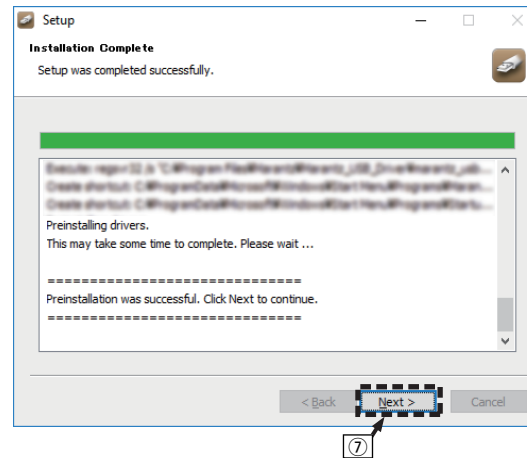 Setup
Installation Complete
Setup was completed successfully.
Preinstalling drivers.
This may take some time to complete. Please wait ...
==============================
Preinstallation was successful. Click Next to continue.
==============================
< Back
Next >
Cancel
⑦